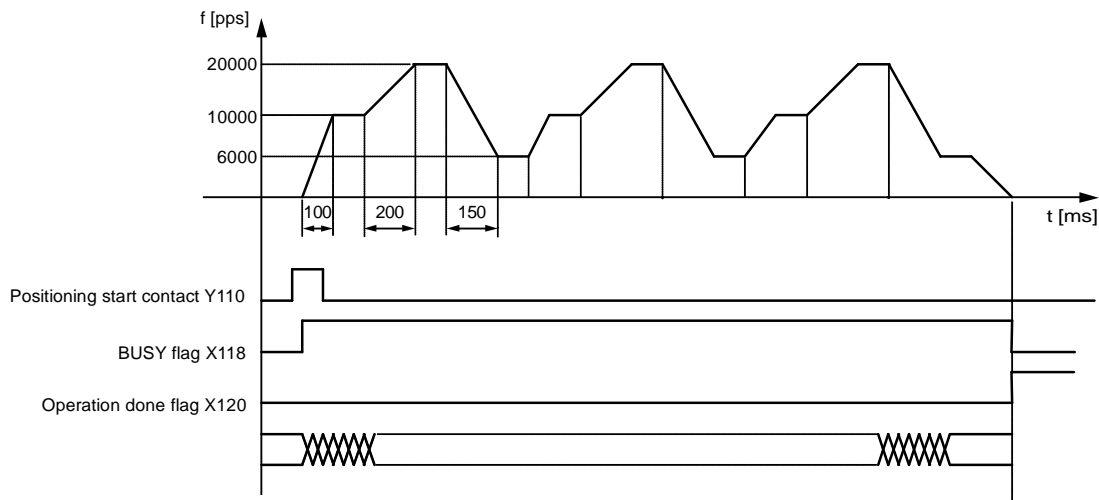 f [pps]
20000
10000
6000
100
200
150
t [ms]
Positioning start contact Y110
BUSY flag X118
Operation done flag X120